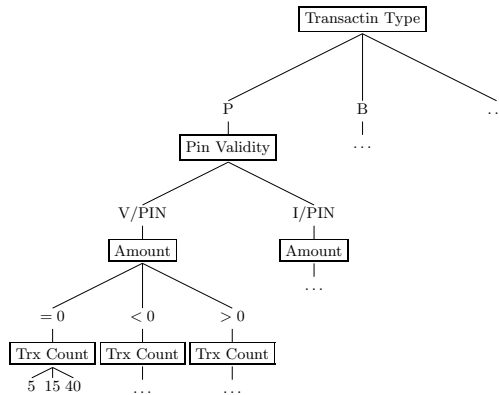 Transactin Type
P B . .
Pin Validity . . .
V/PIN I/PIN
Amount Amount
. . .
= 0 < 0 > 0
Trx Count Trx Count Trx Count
5 15 40 . . . . . .